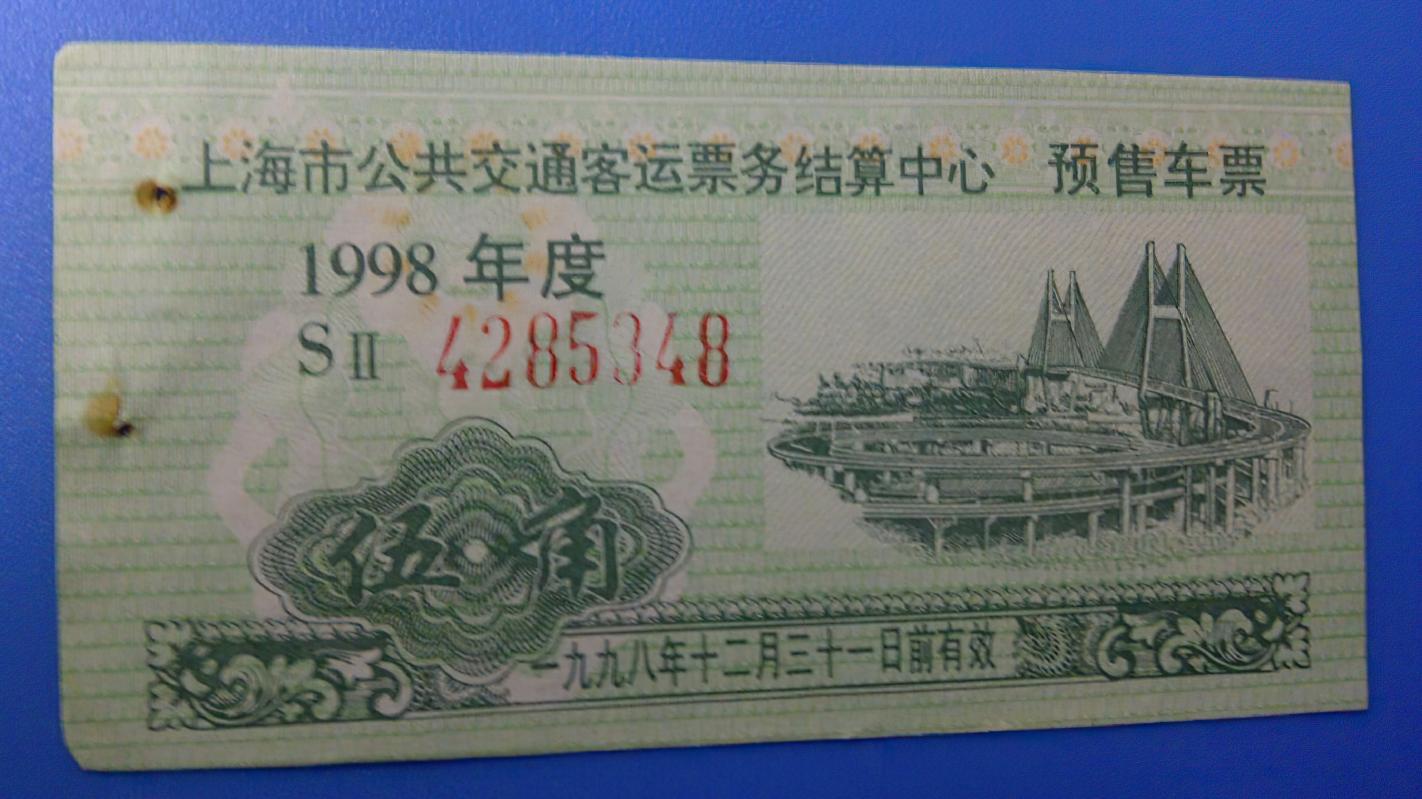 上海市公共交通客运票务结算中心 预售车票
1998 年度
S II 4285348
伍角
一九九八年十二月三十一日前有效